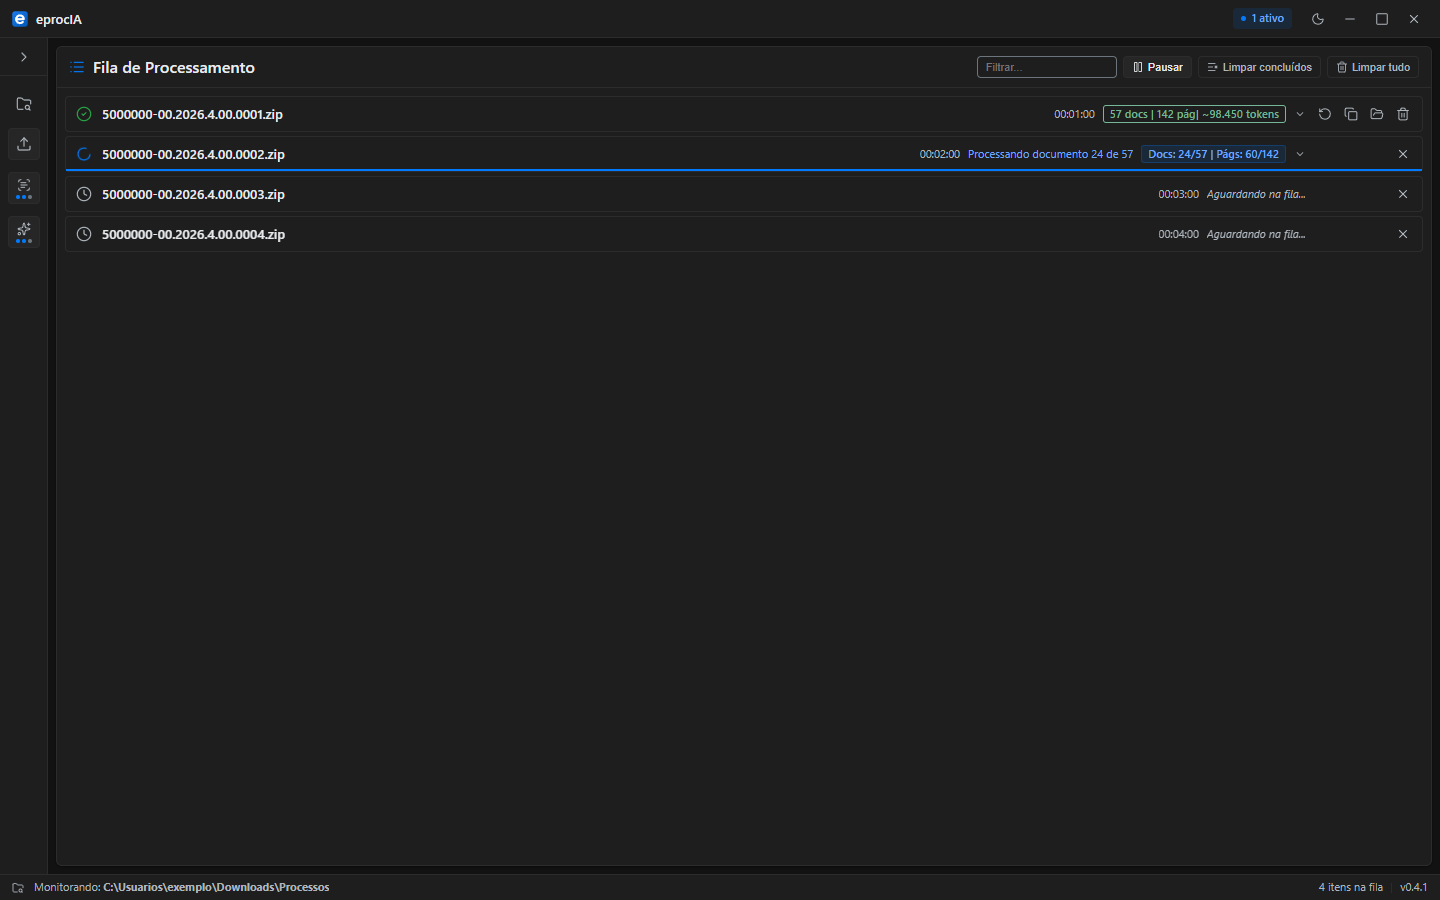 eprocIA
1 ativo
Fila de Processamento
Filtrar...
Pausar
Limpar concluídos
Limpar tudo
5000000-00.2026.4.00.0001.zip
00:01:00
57 docs | 142 pág| ~98.450 tokens
5000000-00.2026.4.00.0002.zip
00:02:00
Processando documento 24 de 57
Docs: 24/57 | Págs: 60/142
5000000-00.2026.4.00.0003.zip
00:03:00
Aguardando na fila...
5000000-00.2026.4.00.0004.zip
00:04:00
Aguardando na fila...
Monitorando: C:\Usuarios\exemplo\Downloads\Processos
4 itens na fila
v0.4.1